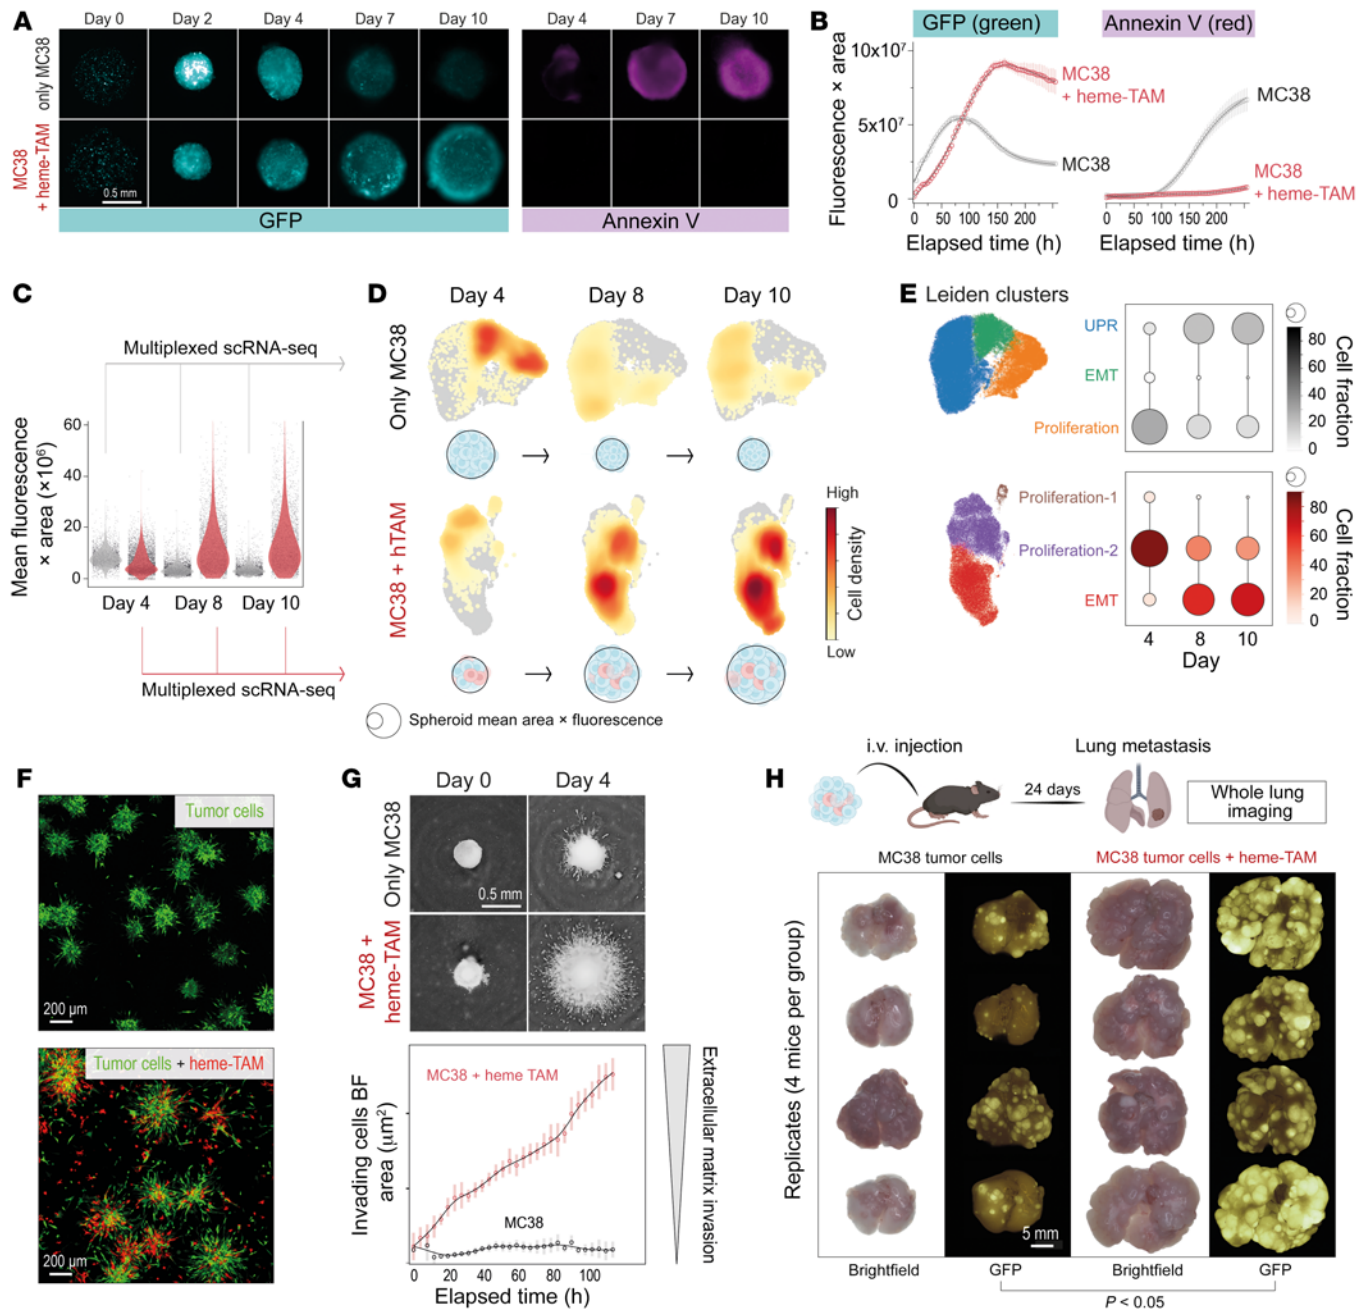 A
Day 0
Day 2
Day 4
Day 7
Day 10
Day 4
Day 7
Day 10
only MC38
MC38
+ heme-TAM
0.5 mm
GFP
Annexin V
B
GFP (green)
Annexin V (red)
Fluorescence × area
10x10⁷
5x10⁷
0
MC38
+ heme-TAM
MC38
0
50
100
150
200
Elapsed time (h)
MC38
MC38
+ heme-TAM
0
50
100
150
200
Elapsed time (h)
C
Multiplexed scRNA-seq
Mean fluorescence
× area (×10⁶)
60
40
20
0
Day 4
Day 8
Day 10
Multiplexed scRNA-seq
D
Day 4
Day 8
Day 10
Only MC38
MC38 + hTAM
High
Cell density
Low
Spheroid mean area × fluorescence
E
Leiden clusters
UPR
EMT
Proliferation
80
60
40
20
0
Cell fraction
Proliferation-1
Proliferation-2
EMT
80
60
40
20
0
Cell fraction
4
8
10
Day
F
Tumor cells
200 µm
Tumor cells + heme-TAM
200 µm
G
Day 0
Day 4
Only MC38
0.5 mm
MC38 +
heme-TAM
Invading cells BF
area (µm²)
MC38 + heme TAM
MC38
0
20
40
60
80
100
Elapsed time (h)
Extracellular matrix invasion
H
i.v. injection
24 days
Lung metastasis
Whole lung
imaging
MC38 tumor cells
MC38 tumor cells + heme-TAM
Replicates (4 mice per group)
5 mm
Brightfield
GFP
Brightfield
GFP
P < 0.05